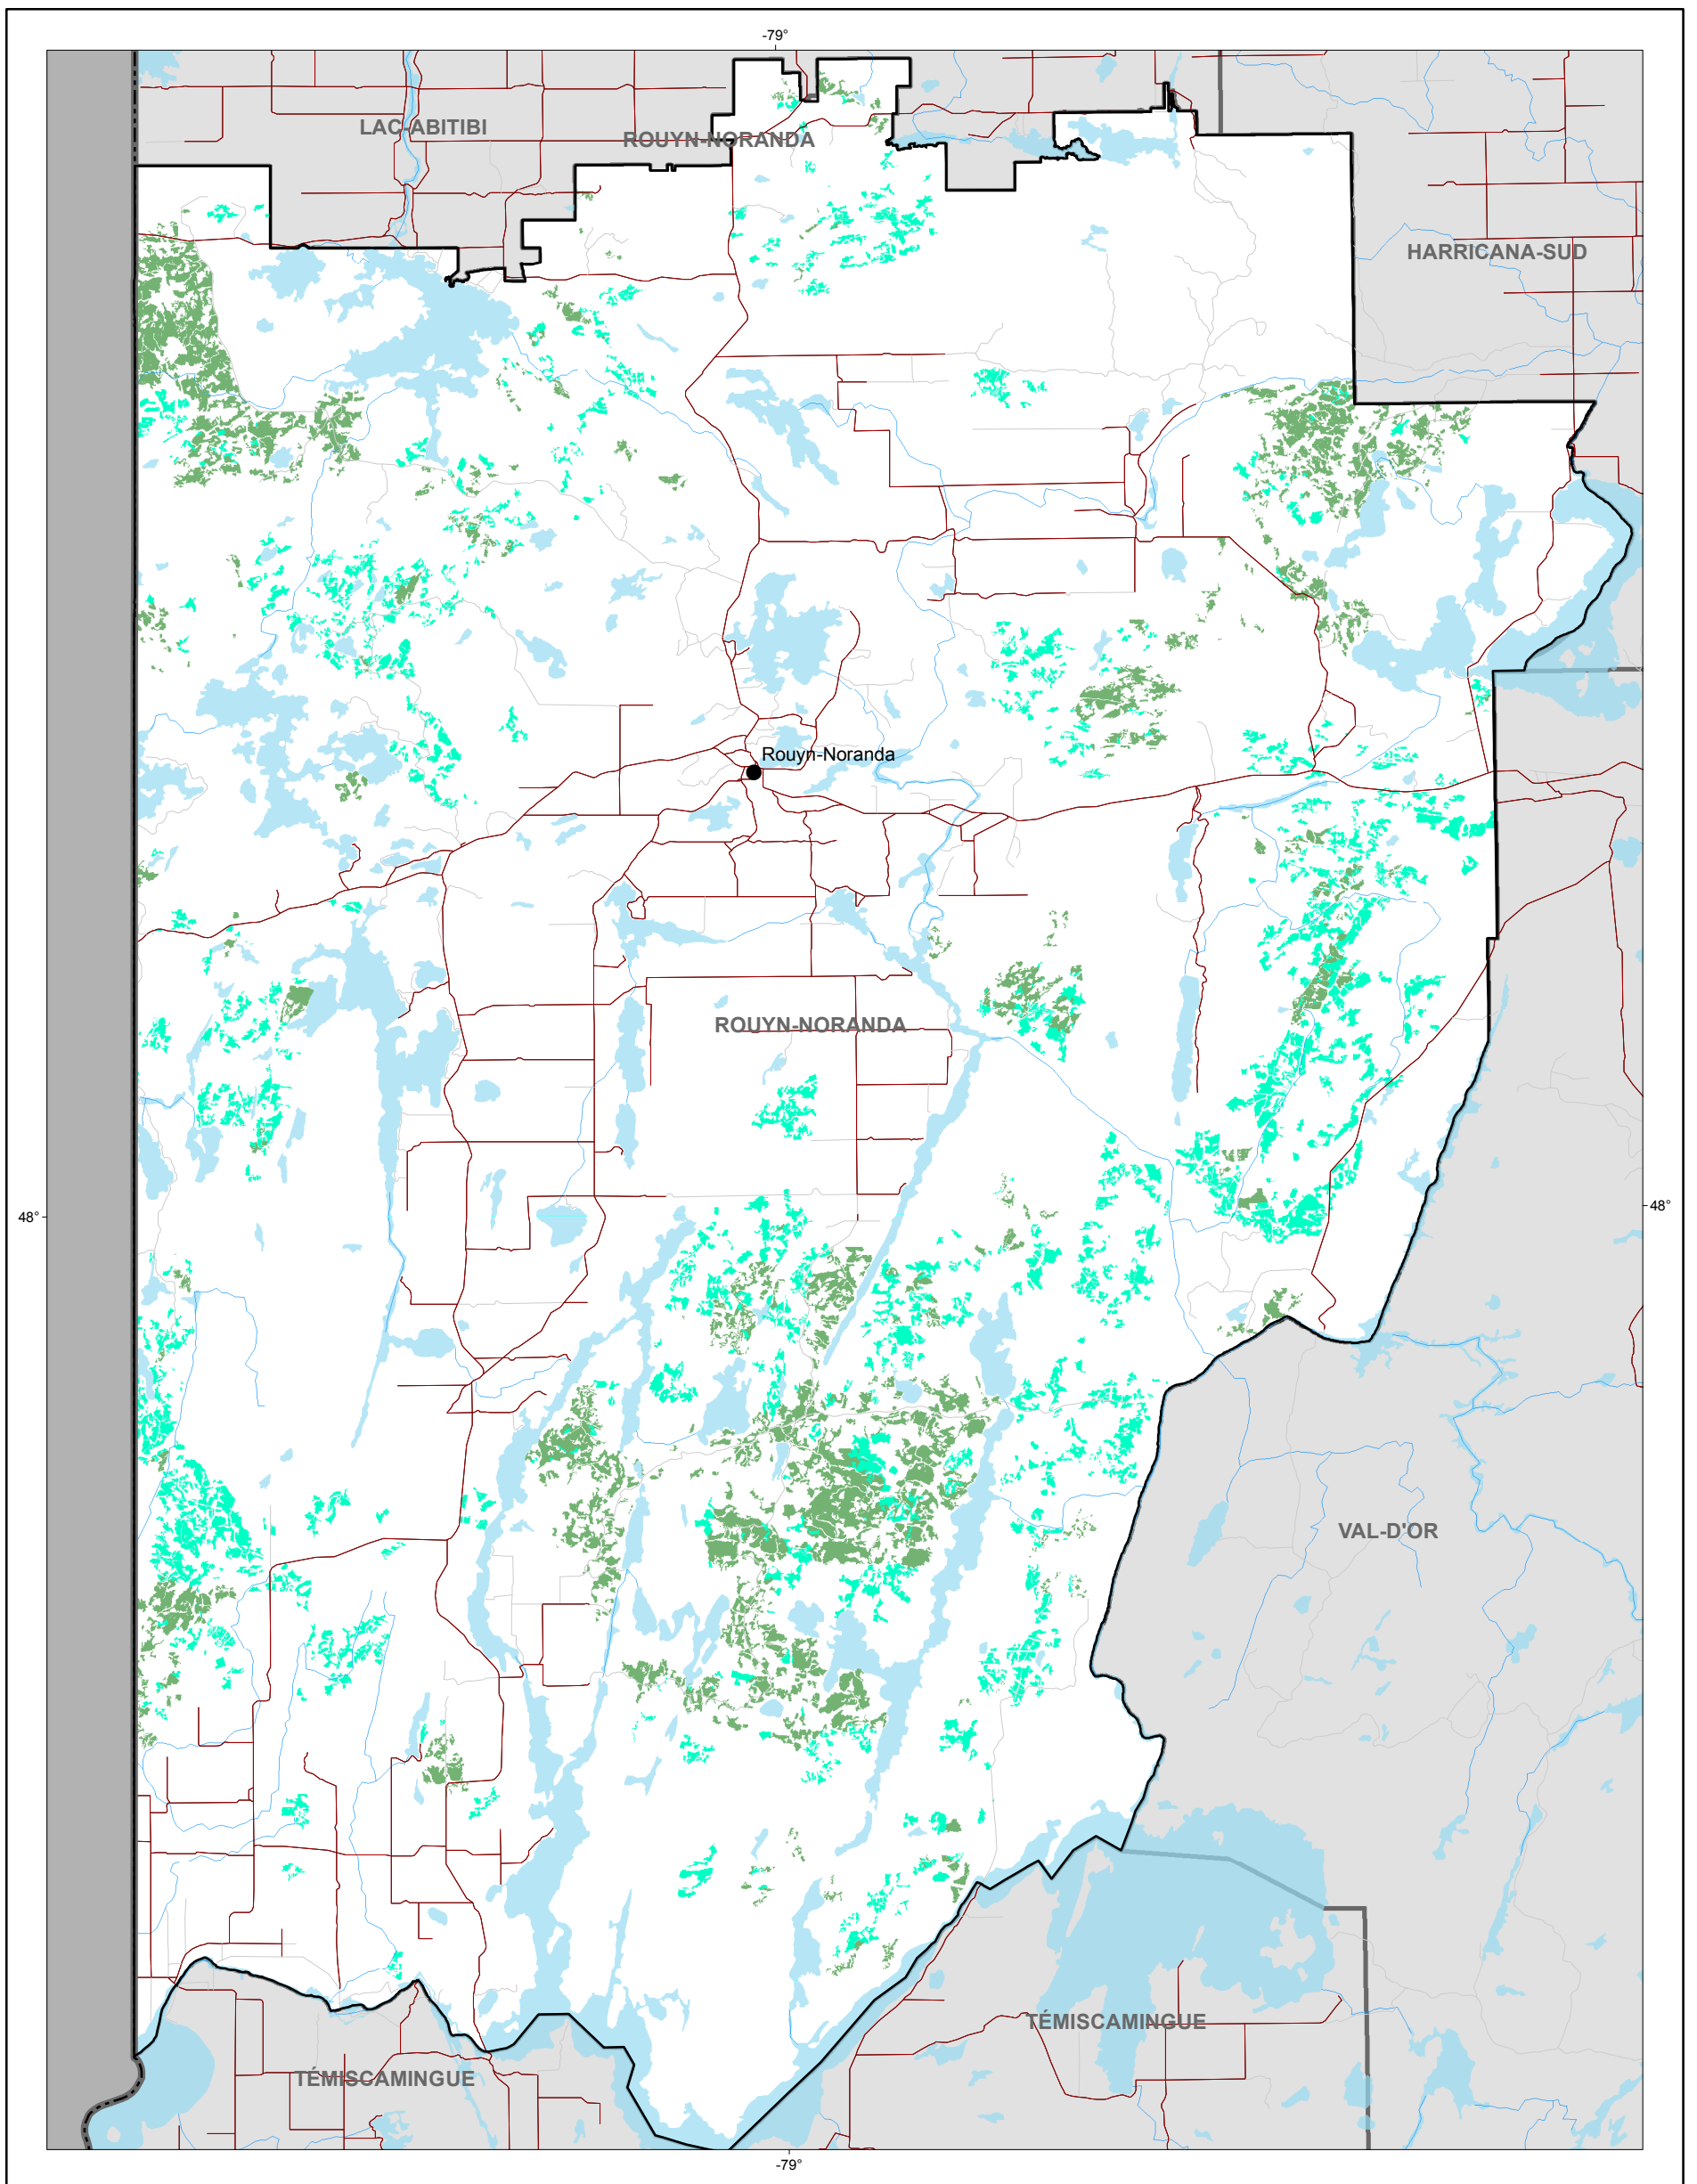 -79°
LAC-ABITIBI
ROUYN-NORANDA
HARRICANA-SUD
Rouyn-Noranda
ROUYN-NORANDA
48°
48°
VAL-D'OR
TÉMISCAMINGUE
TÉMISCAMINGUE
-79°